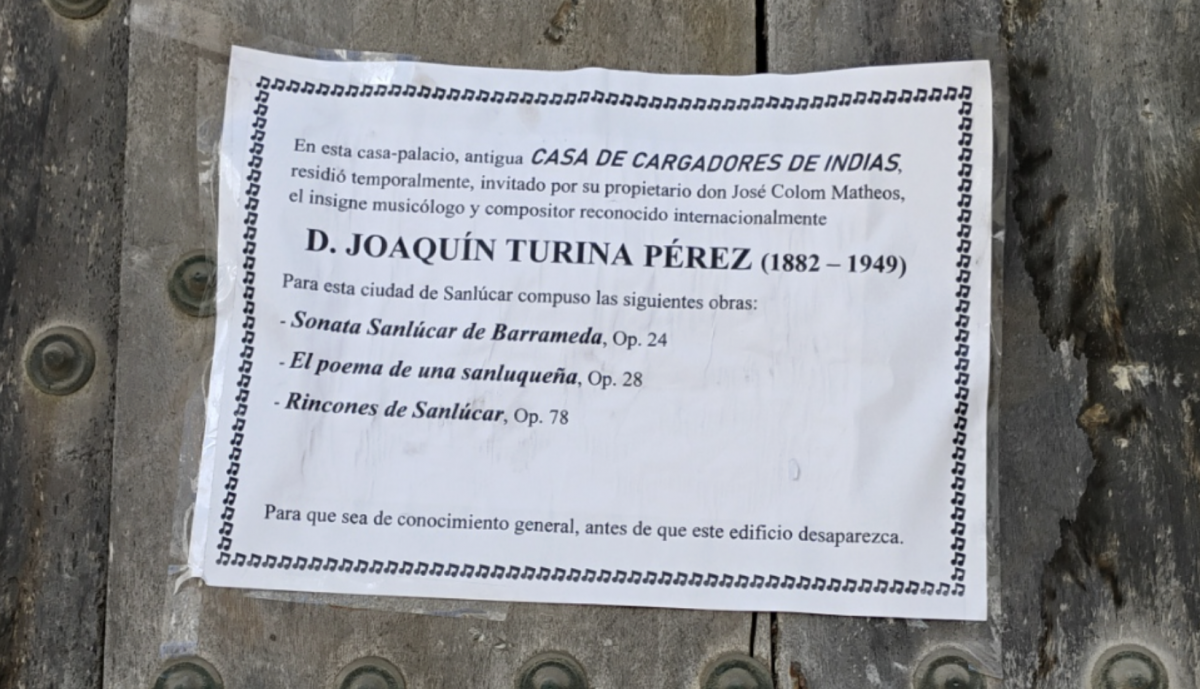 En esta casa-palacio, antigua CASA DE CARGADORES DE INDIAS,
residió temporalmente, invitado por su propietario don José Colom Matheos,
el insigne musicólogo y compositor reconocido internacionalmente
D. JOAQUÍN TURINA PÉREZ (1882 – 1949)
Para esta ciudad de Sanlúcar compuso las siguientes obras:
- Sonata Sanlúcar de Barrameda, Op. 24
- El poema de una sanluqueña, Op. 28
- Rincones de Sanlúcar, Op. 78
Para que sea de conocimiento general, antes de que este edificio desaparezca.